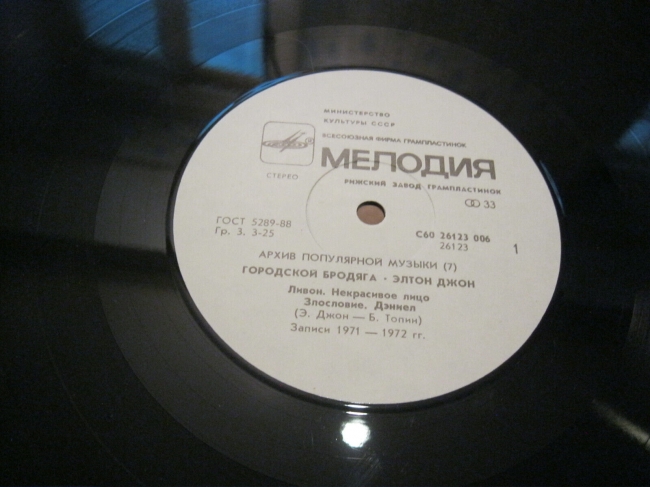 МИНИСТЕРСТВО
КУЛЬТУРЫ СССР
ВСЕСОЮЗНАЯ ФИРМА ГРАМПЛАСТИНОК
МЕЛОДИЯ
СТЕРЕО
РИЖСКИЙ ЗАВОД ГРАМПЛАСТИНОК
33
ГОСТ 5289-88
Гр. 3. 3-25
С60 26123 006
26123
1
АРХИВ ПОПУЛЯРНОЙ МУЗЫКИ (7)
ГОРОДСКОЙ БРОДЯГА · ЭЛТОН ДЖОН
Ливон. Некрасивое лицо
Злословие. Дэниел
(Э. Джон — Б. Топин)
Записи 1971 — 1972 гг.